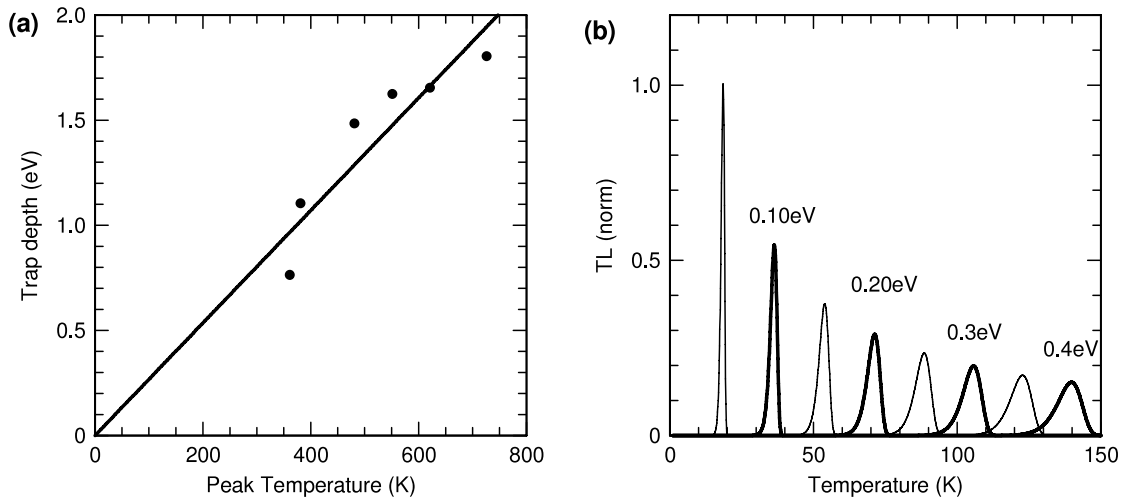 (a)
2.0
1.5
1.0
0.5
0
Trap depth (eV)
0
200
400
600
800
Peak Temperature (K)
(b)
1.0
0.5
0
TL (norm)
0.10eV
0.20eV
0.3eV
0.4eV
0
50
100
150
Temperature (K)